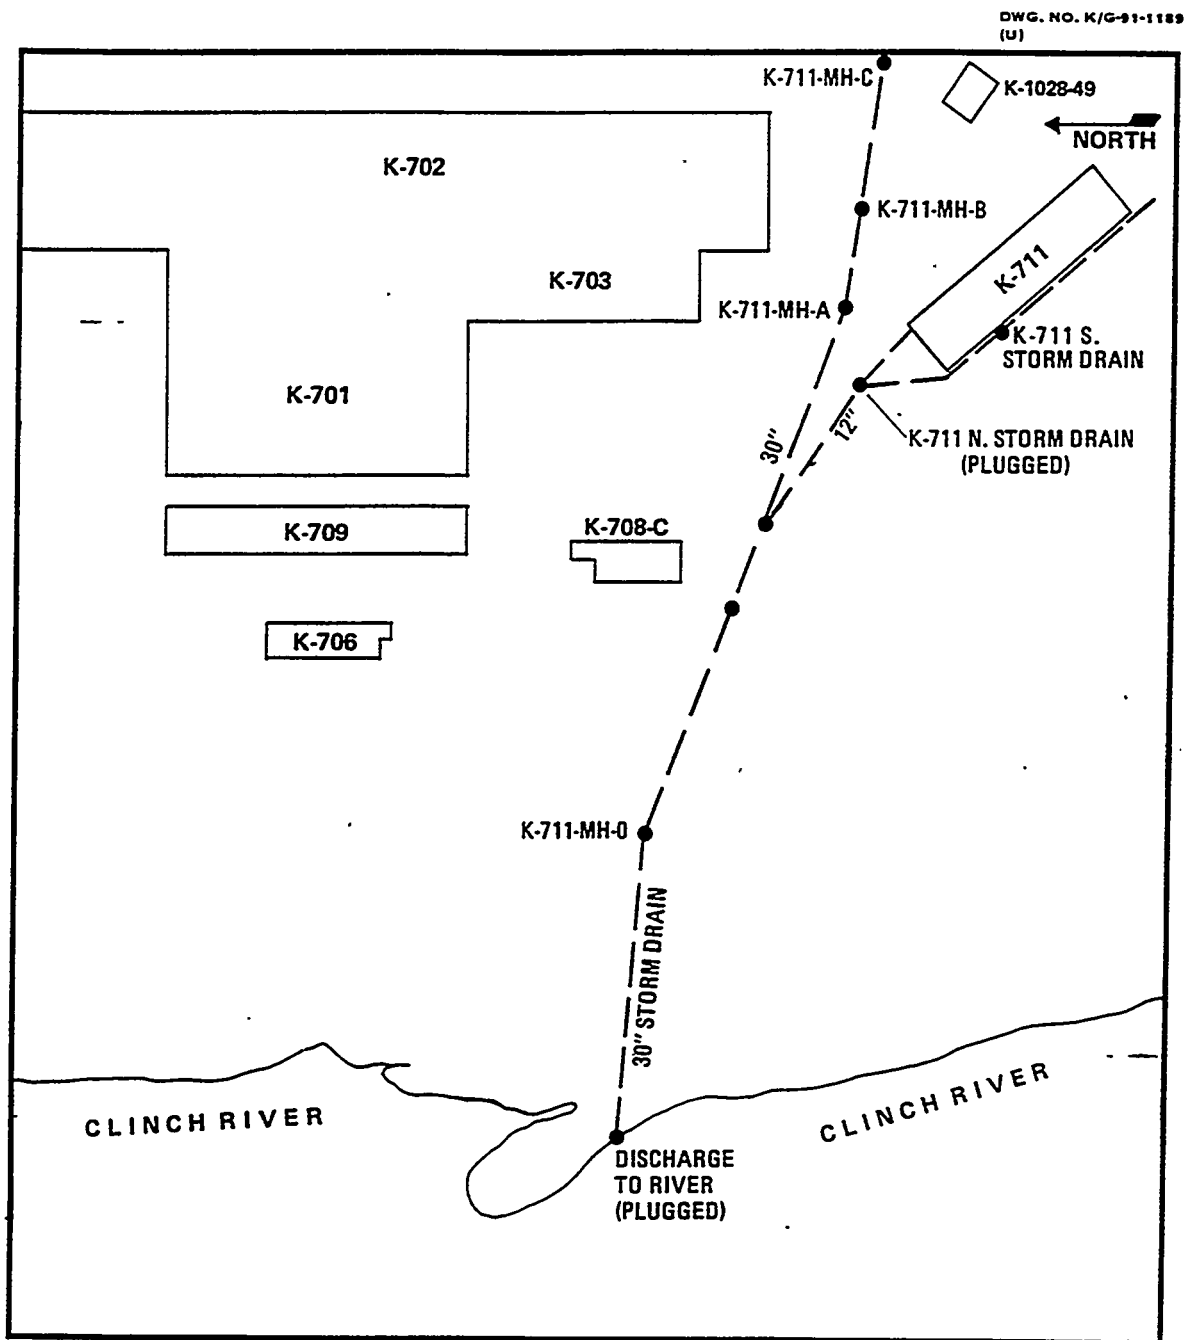 DWG. NO. K/G-91-1189
(U)
K-711-MH-C
K-1028-49
NORTH
K-702
K-711-MH-B
K-711
K-703
K-711-MH-A
K-711 S.
STORM DRAIN
K-701
12"
30"
K-711 N. STORM DRAIN
(PLUGGED)
K-709
K-708-C
K-706
K-711-MH-0
30" STORM DRAIN
CLINCH RIVER
CLINCH RIVER
DISCHARGE
TO RIVER
(PLUGGED)